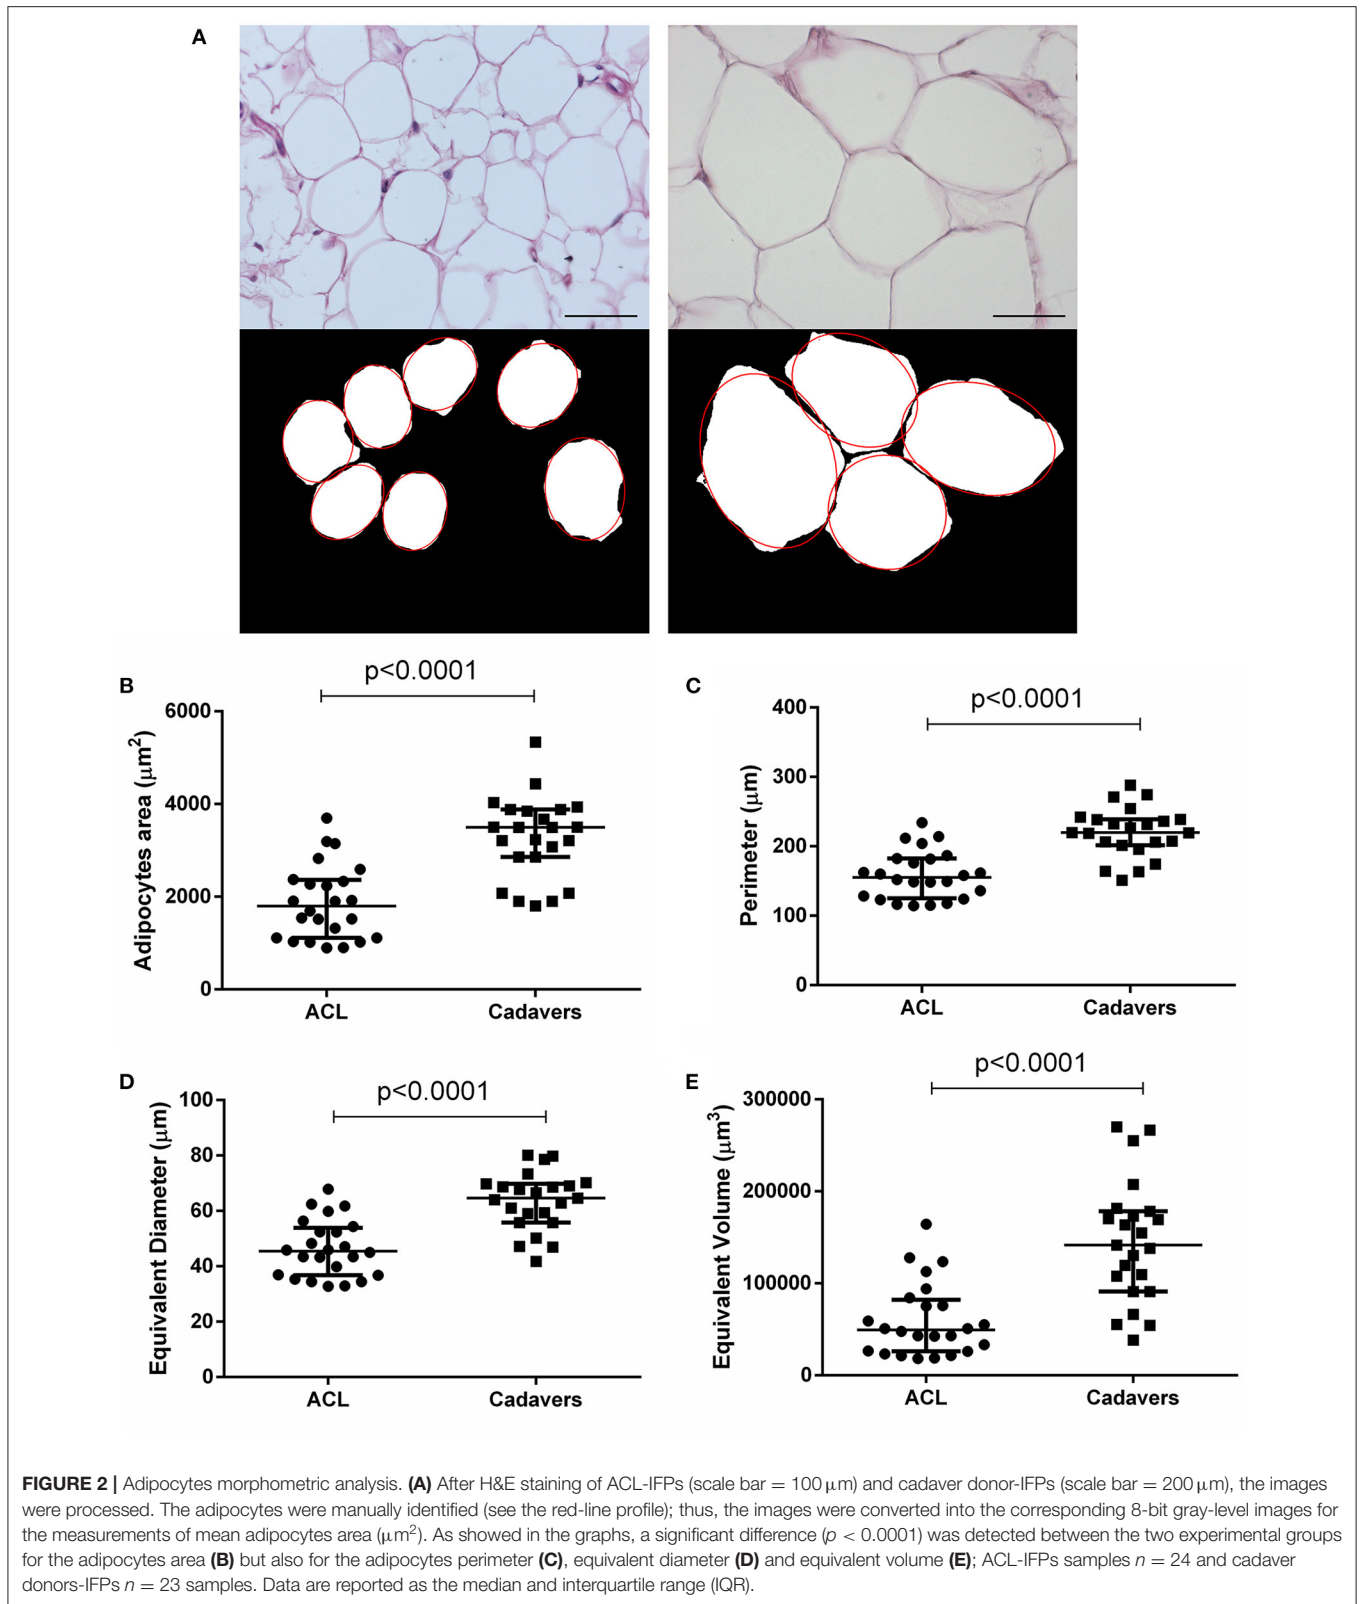 A
B
p<0.0001
Adipocytes area (μm2)
6000
4000
2000
0
ACL
Cadavers
C
p<0.0001
Perimeter (μm)
400
300
200
100
0
ACL
Cadavers
D
p<0.0001
Equivalent Diameter (μm)
100
80
60
40
20
0
ACL
Cadavers
E
p<0.0001
Equivalent Volume (μm3)
300000
200000
100000
0
ACL
Cadavers
FIGURE 2 | Adipocytes morphometric analysis. (A) After H&E staining of ACL-IFPs (scale bar = 100 μm) and cadaver donor-IFPs (scale bar = 200 μm), the images
were processed. The adipocytes were manually identified (see the red-line profile); thus, the images were converted into the corresponding 8-bit gray-level images for
the measurements of mean adipocytes area (μm2). As showed in the graphs, a significant difference (p < 0.0001) was detected between the two experimental groups
for the adipocytes area (B) but also for the adipocytes perimeter (C), equivalent diameter (D) and equivalent volume (E); ACL-IFPs samples n = 24 and cadaver
donors-IFPs n = 23 samples. Data are reported as the median and interquartile range (IQR).